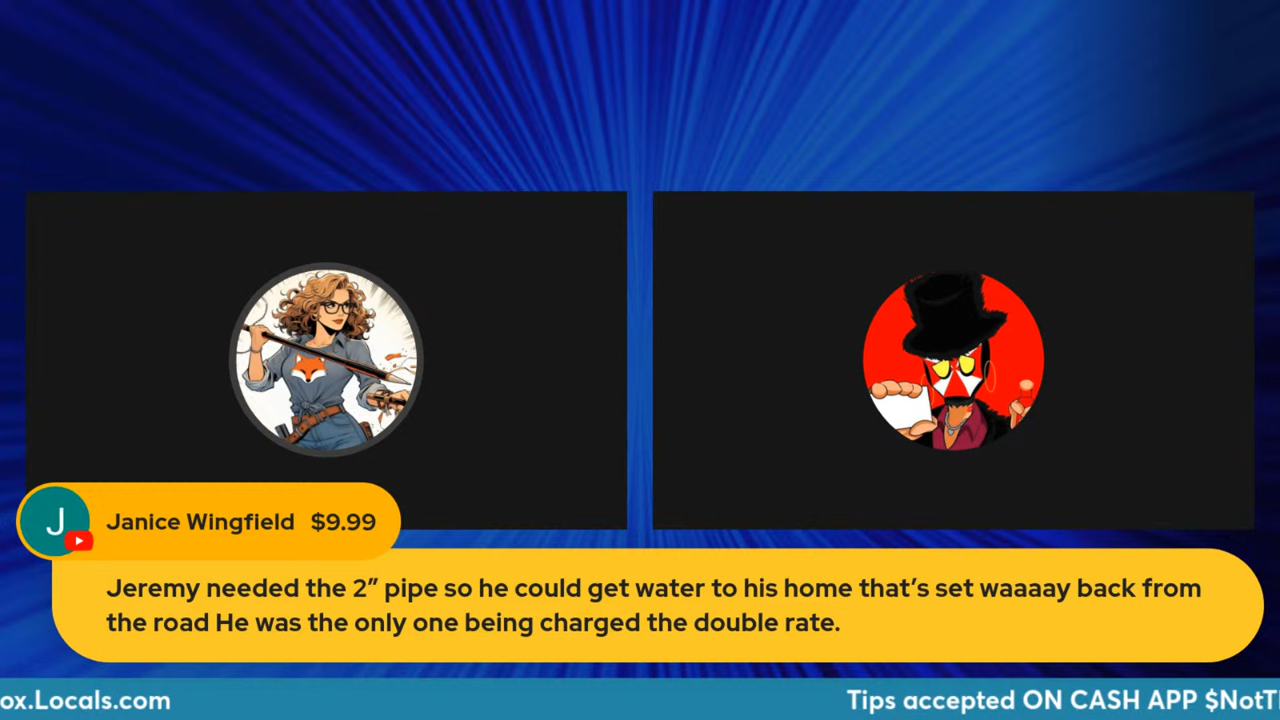 J
Janice Wingfield $9.99
Jeremy needed the 2” pipe so he could get water to his home that’s set waaaay back from
the road He was the only one being charged the double rate.
ox.Locals.com
Tips accepted ON CASH APP $NotT